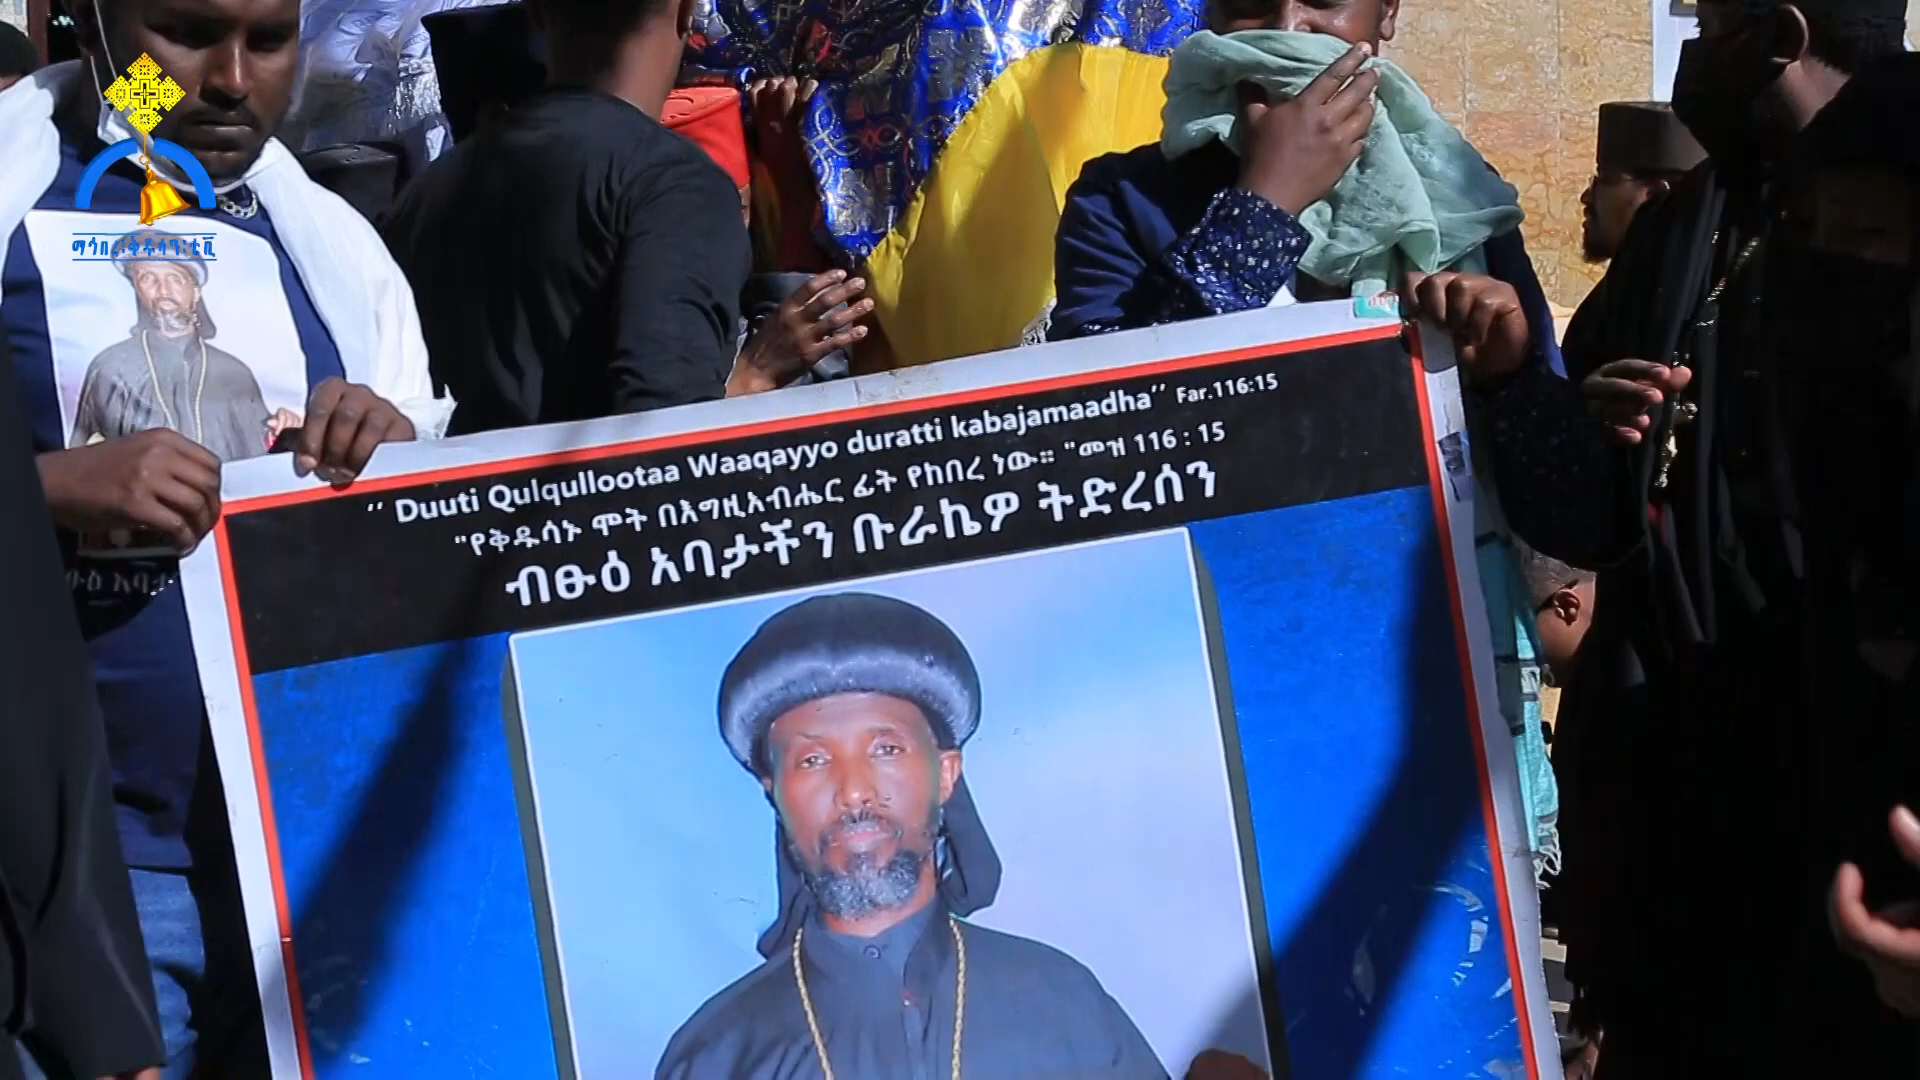 ማኅበረ ቅዱሳን ቲቪ
‘‘ Duuti Qulqullootaa Waaqayyo duratti kabajamaadha’’ Far.116:15
"የቅዱሳኑ ሞት በእግዚአብሔር ፊት የከበረ ነው። "መዝ 116 : 15
ብፁዕ አባታችን ቡራኬዎ ትድረሰን